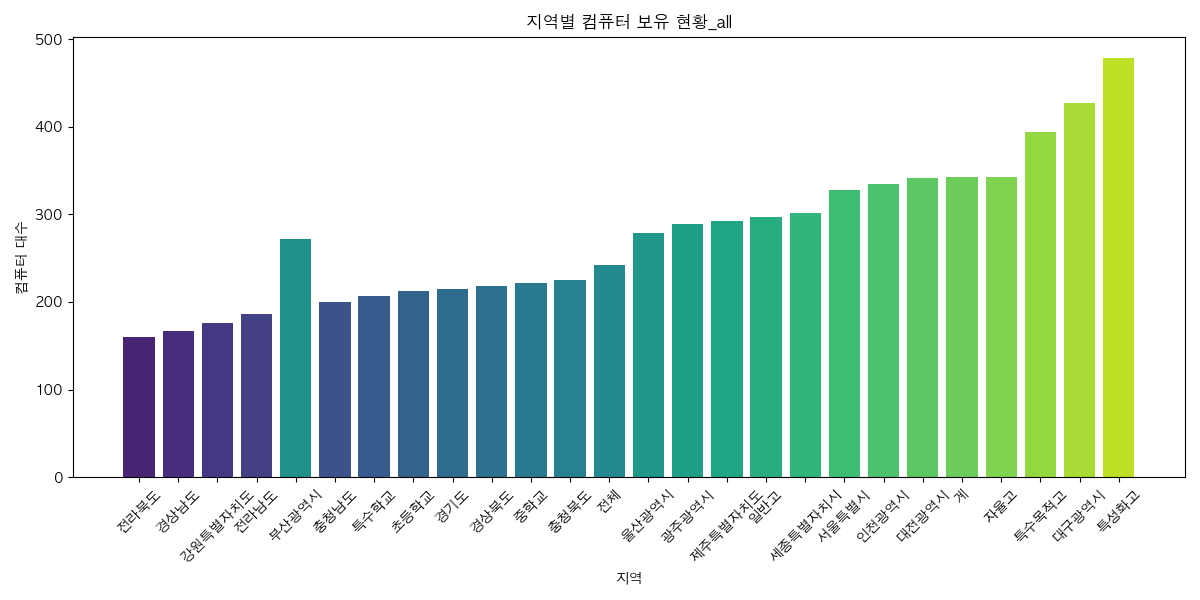 지역별 컴퓨터 보유 현황_all
컴퓨터 대수
500
400
300
200
100
0
전라북도
경상남도
강원특별자치도
전라남도
부산광역시
충청남도
특수학교
초등학교
경기도
경상북도
중학교
충청북도
전체
울산광역시
광주광역시
제주특별자치도
일반고
세종특별자치시
서울특별시
인천광역시
대전광역시
계
자율고
특수목적고
대구광역시
특성화고
지역